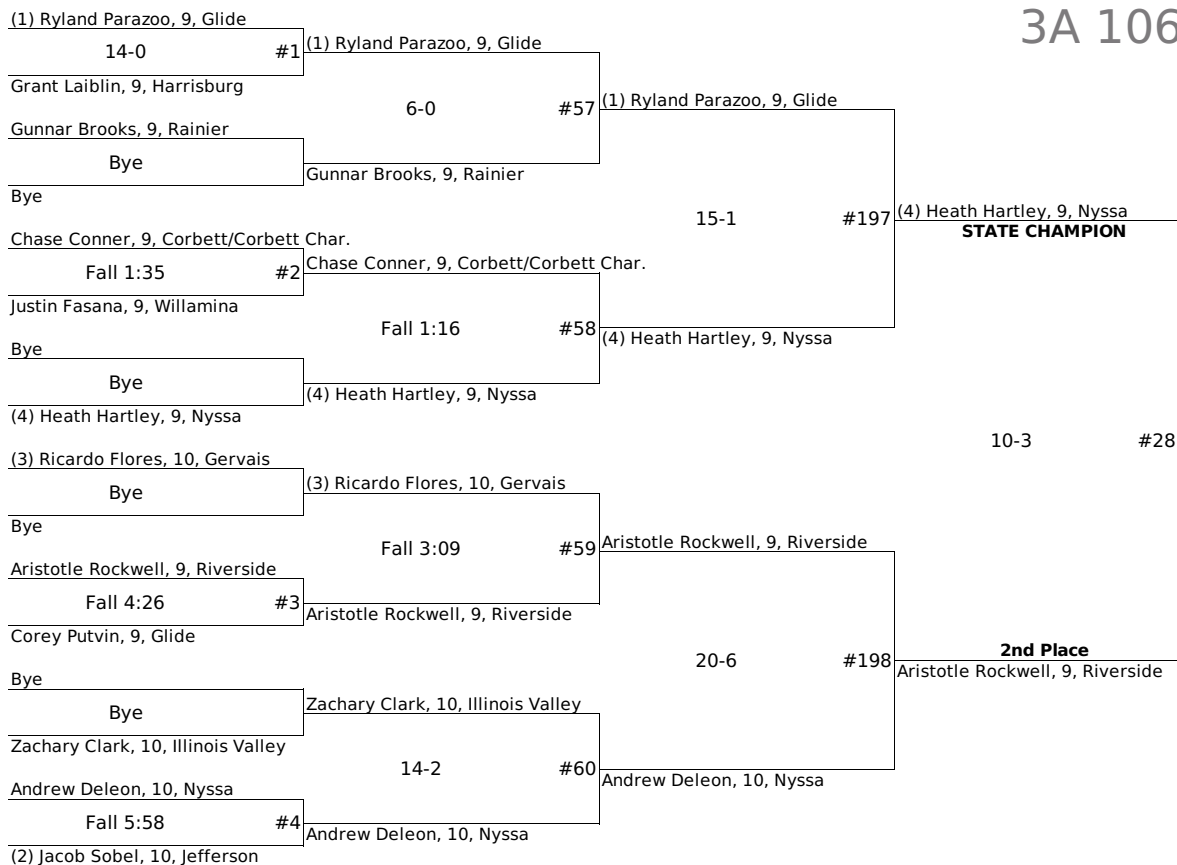 3A 106
(1) Ryland Parazoo, 9, Glide
14-0 #1
Grant Laiblin, 9, Harrisburg
Gunnar Brooks, 9, Rainier
Bye
Bye
Chase Conner, 9, Corbett/Corbett Char.
Fall 1:35 #2
Justin Fasana, 9, Willamina
Bye
Bye
(4) Heath Hartley, 9, Nyssa
(3) Ricardo Flores, 10, Gervais
Bye
Bye
Aristotle Rockwell, 9, Riverside
Fall 4:26 #3
Corey Putvin, 9, Glide
Bye
Bye
Zachary Clark, 10, Illinois Valley
Andrew Deleon, 10, Nyssa
Fall 5:58 #4
(2) Jacob Sobel, 10, Jefferson
(1) Ryland Parazoo, 9, Glide
6-0 #57
Gunnar Brooks, 9, Rainier
Chase Conner, 9, Corbett/Corbett Char.
Fall 1:16 #58
(4) Heath Hartley, 9, Nyssa
(3) Ricardo Flores, 10, Gervais
Fall 3:09 #59
Aristotle Rockwell, 9, Riverside
Zachary Clark, 10, Illinois Valley
14-2 #60
Andrew Deleon, 10, Nyssa
(1) Ryland Parazoo, 9, Glide
15-1 #197
(4) Heath Hartley, 9, Nyssa
Aristotle Rockwell, 9, Riverside
20-6 #198
Andrew Deleon, 10, Nyssa
(4) Heath Hartley, 9, Nyssa
STATE CHAMPION
10-3 #28
2nd Place
Aristotle Rockwell, 9, Riverside